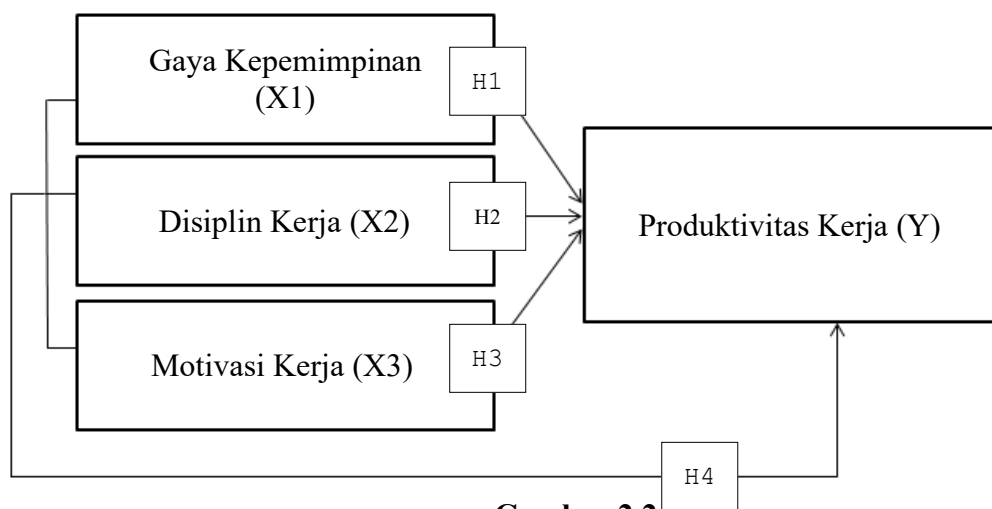 Gaya Kepemimpinan
(X1)
H1
Disiplin Kerja (X2)
H2
Produktivitas Kerja (Y)
Motivasi Kerja (X3)
H3
H4